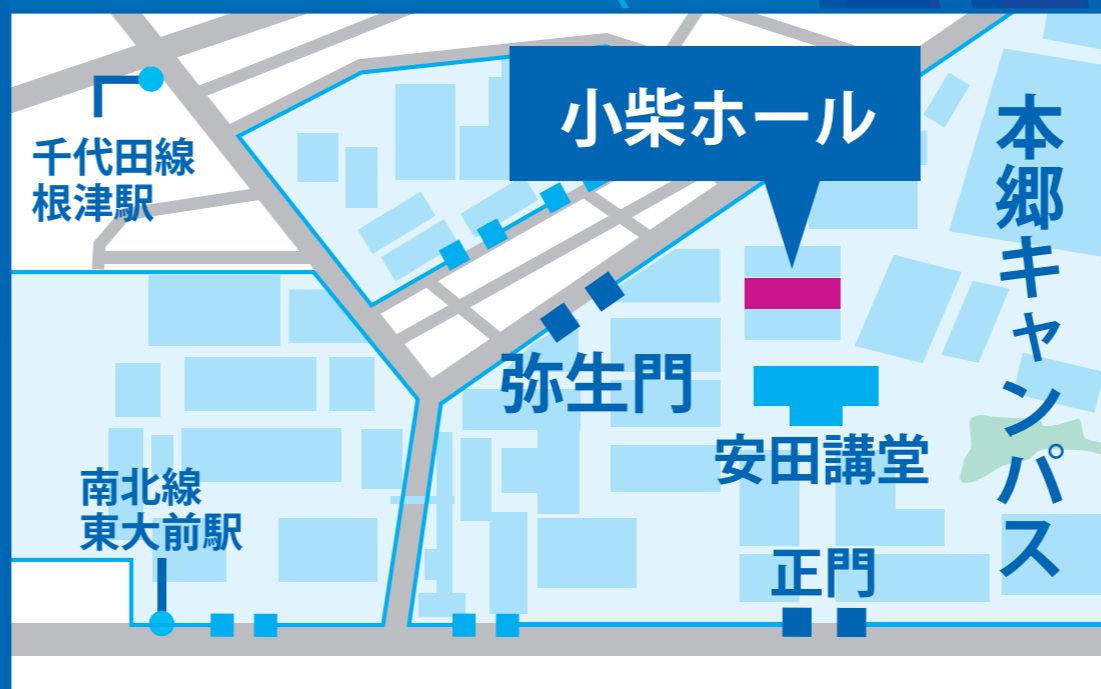 小柴ホール
千代田線
根津駅
本郷キャンパス
弥生門
安田講堂
南北線
東大前駅
正門